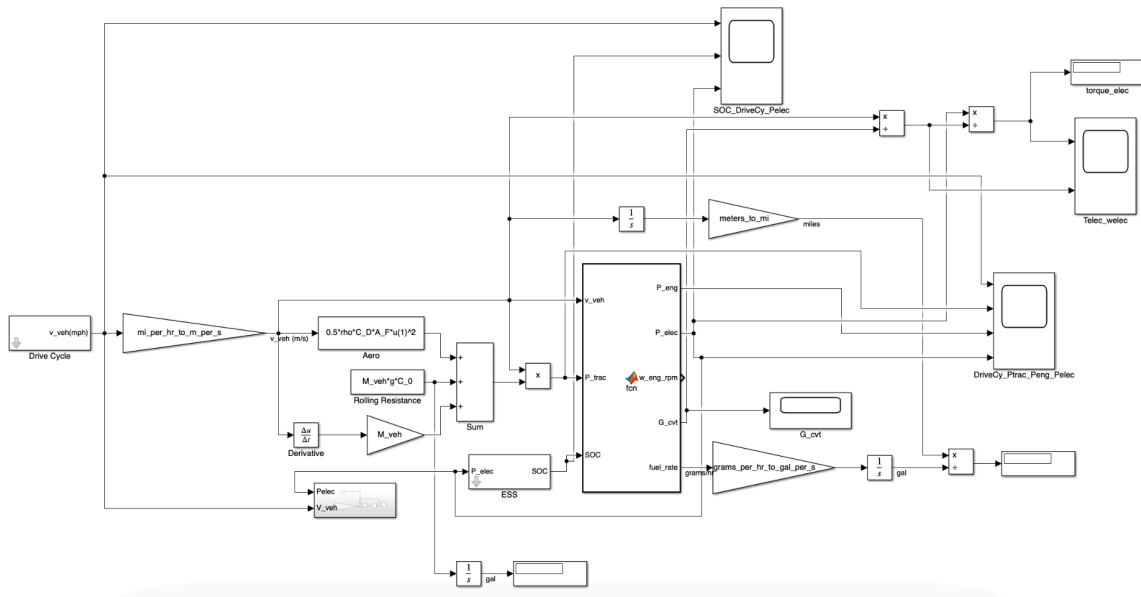 SOC_DriveCy_Pelec
torque_elec
x
÷
x
÷
Telec_welec
1
s
meters_to_mi
miles
v_veh(mph)
Drive Cycle
mi_per_hr_to_m_per_s
v_veh (m/s)
0.5*rho*C_D*A_F*u(1)^2
Aero
M_veh*g*C_0
Rolling Resistance
Δu
Δt
Derivative
M_veh
+
+
+
Sum
x
v_veh
P_trac
SOC
fcn
P_eng
P_elec
w_eng_rpm
G_cvt
fuel_rate
DriveCy_Ptrac_Peng_Pelec
G_cvt
grams/hr
grams_per_hr_to_gal_per_s
1
s
gal
x
÷
P_elec
SOC
ESS
Pelec
V_veh
1
s
gal